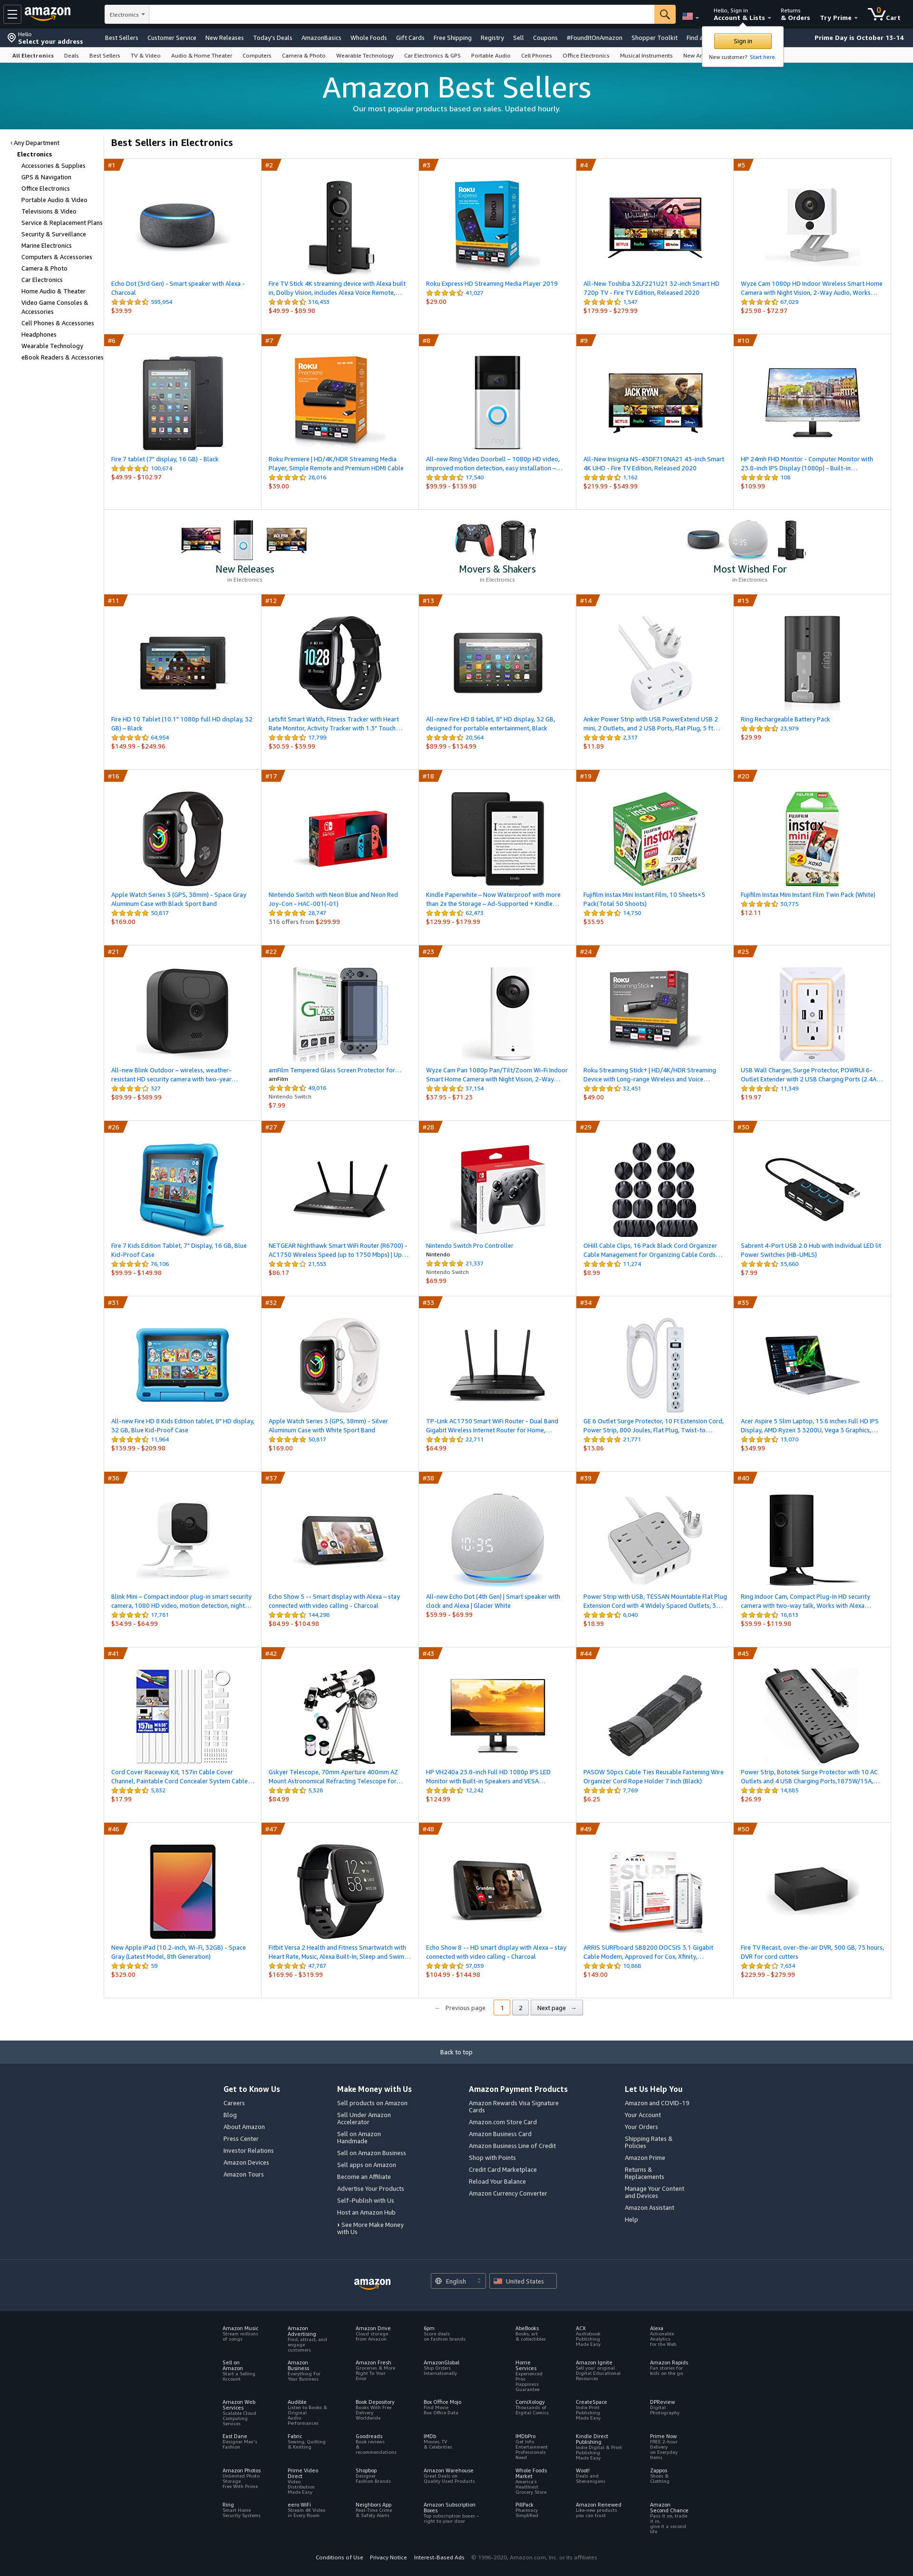 amazon
Electronics
Hello, Sign in
Account & Lists
Returns
& Orders
Try Prime
0
Cart
Hello
Select your address
Best Sellers
Customer Service
New Releases
Today's Deals
AmazonBasics
Whole Foods
Gift Cards
Free Shipping
Registry
Sell
Coupons
#FoundItOnAmazon
Shopper Toolkit
Find a
Prime Day is October 13-14
Sign in
New customer? Start here.
All Electronics
Deals
Best Sellers
TV & Video
Audio & Home Theater
Computers
Camera & Photo
Wearable Technology
Car Electronics & GPS
Portable Audio
Cell Phones
Office Electronics
Musical Instruments
New Ar
Amazon Best Sellers
Our most popular products based on sales. Updated hourly.
‹ Any Department
Electronics
Accessories & Supplies
GPS & Navigation
Office Electronics
Portable Audio & Video
Televisions & Video
Service & Replacement Plans
Security & Surveillance
Marine Electronics
Computers & Accessories
Camera & Photo
Car Electronics
Home Audio & Theater
Video Game Consoles &
Accessories
Cell Phones & Accessories
Headphones
Wearable Technology
eBook Readers & Accessories
Best Sellers in Electronics
#1
Echo Dot (3rd Gen) - Smart speaker with Alexa -
Charcoal
593,954
$39.99
#2
Fire TV Stick 4K streaming device with Alexa built
in, Dolby Vision, includes Alexa Voice Remote,…
316,453
$49.99 - $89.98
#3
Roku Express HD Streaming Media Player 2019
41,027
$29.00
#4
All-New Toshiba 32LF221U21 32-inch Smart HD
720p TV - Fire TV Edition, Released 2020
1,547
$179.99 - $279.99
#5
Wyze Cam 1080p HD Indoor Wireless Smart Home
Camera with Night Vision, 2-Way Audio, Works…
67,029
$25.98 - $72.97
#6
Fire 7 tablet (7" display, 16 GB) - Black
100,674
$49.99 - $102.97
#7
Roku Premiere | HD/4K/HDR Streaming Media
Player, Simple Remote and Premium HDMI Cable
28,016
$39.00
#8
All-new Ring Video Doorbell – 1080p HD video,
improved motion detection, easy installation –…
17,540
$99.99 - $139.98
#9
All-New Insignia NS-43DF710NA21 43-inch Smart
4K UHD - Fire TV Edition, Released 2020
1,162
$219.99 - $549.99
#10
HP 24mh FHD Monitor - Computer Monitor with
23.8-inch IPS Display (1080p) - Built-in…
108
$109.99
New Releases
in Electronics
Movers & Shakers
in Electronics
Most Wished For
in Electronics
#11
Fire HD 10 Tablet (10.1" 1080p full HD display, 32
GB) – Black
64,954
$149.99 - $249.96
#12
10:28
Letsfit Smart Watch, Fitness Tracker with Heart
Rate Monitor, Activity Tracker with 1.3" Touch…
17,799
$30.59 - $39.99
#13
All-new Fire HD 8 tablet, 8" HD display, 32 GB,
designed for portable entertainment, Black
20,564
$89.99 - $134.99
#14
Anker Power Strip with USB PowerExtend USB 2
mini, 2 Outlets, and 2 USB Ports, Flat Plug, 5 ft…
2,317
$11.89
#15
ring
Ring Rechargeable Battery Pack
23,979
$29.99
#16
Apple Watch Series 3 (GPS, 38mm) - Space Gray
Aluminum Case with Black Sport Band
50,817
$169.00
#17
Nintendo Switch with Neon Blue and Neon Red
Joy-Con - HAC-001(-01)
28,747
316 offers from $299.99
#18
Kindle Paperwhite – Now Waterproof with more
than 2x the Storage – Ad-Supported + Kindle…
62,473
$129.99 - $179.99
#19
instax
mini
Fujifilm Instax Mini Instant Film, 10 Sheets×5
Pack(Total 50 Shoots)
14,750
$35.95
#20
instax
mini
Fujifilm Instax Mini Instant Film Twin Pack (White)
30,775
$12.11
#21
All-new Blink Outdoor – wireless, weather-
resistant HD security camera with two-year…
327
$89.99 - $389.99
#22
GLASS
amFilm Tempered Glass Screen Protector for…
amFilm
49,016
Nintendo Switch
$7.99
#23
Wyze Cam Pan 1080p Pan/Tilt/Zoom Wi-Fi Indoor
Smart Home Camera with Night Vision, 2-Way…
37,154
$37.95 - $71.23
#24
Roku Streaming Stick+ | HD/4K/HDR Streaming
Device with Long-range Wireless and Voice…
32,451
$49.00
#25
USB Wall Charger, Surge Protector, POWRUI 6-
Outlet Extender with 2 USB Charging Ports (2.4A…
11,349
$19.97
#26
Fire 7 Kids Edition Tablet, 7" Display, 16 GB, Blue
Kid-Proof Case
76,106
$99.99 - $149.98
#27
NETGEAR Nighthawk Smart WiFi Router (R6700) -
AC1750 Wireless Speed (up to 1750 Mbps) | Up…
21,553
$86.17
#28
Nintendo Switch Pro Controller
Nintendo
21,337
Nintendo Switch
$69.99
#29
OHill Cable Clips, 16 Pack Black Cord Organizer
Cable Management for Organizing Cable Cords…
11,274
$8.99
#30
Sabrent 4-Port USB 2.0 Hub with Individual LED lit
Power Switches (HB-UMLS)
35,660
$7.99
#31
All-new Fire HD 8 Kids Edition tablet, 8" HD display,
32 GB, Blue Kid-Proof Case
11,964
$139.99 - $209.98
#32
Apple Watch Series 3 (GPS, 38mm) - Silver
Aluminum Case with White Sport Band
50,817
$169.00
#33
TP-Link AC1750 Smart WiFi Router - Dual Band
Gigabit Wireless Internet Router for Home,…
22,711
$64.99
#34
GE 6 Outlet Surge Protector, 10 Ft Extension Cord,
Power Strip, 800 Joules, Flat Plug, Twist-to…
21,771
$13.86
#35
Acer Aspire 5 Slim Laptop, 15.6 inches Full HD IPS
Display, AMD Ryzen 3 3200U, Vega 3 Graphics,…
13,070
$349.99
#36
Blink Mini – Compact indoor plug-in smart security
camera, 1080 HD video, motion detection, night…
17,781
$34.99 - $64.99
#37
Echo Show 5 -- Smart display with Alexa – stay
connected with video calling - Charcoal
144,298
$84.99 - $104.98
#38
All-new Echo Dot (4th Gen) | Smart speaker with
clock and Alexa | Glacier White
$59.99 - $69.99
#39
Power Strip with USB, TESSAN Mountable Flat Plug
Extension Cord with 4 Widely Spaced Outlets, 3…
6,040
$18.99
#40
Ring Indoor Cam, Compact Plug-In HD security
camera with two-way talk, Works with Alexa…
16,813
$59.99 - $119.98
#41
157in
Cord Cover Raceway Kit, 157in Cable Cover
Channel, Paintable Cord Concealer System Cable…
5,832
$17.99
#42
Gskyer Telescope, 70mm Aperture 400mm AZ
Mount Astronomical Refracting Telescope for…
5,328
$84.99
#43
HP VH240a 23.8-inch Full HD 1080p IPS LED
Monitor with Built-in Speakers and VESA…
12,242
$124.99
#44
PASOW 50pcs Cable Ties Reusable Fastening Wire
Organizer Cord Rope Holder 7 Inch (Black)
7,769
$6.25
#45
Power Strip, Bototek Surge Protector with 10 AC
Outlets and 4 USB Charging Ports,1875W/15A,…
14,885
$26.99
#46
New Apple iPad (10.2-inch, Wi-Fi, 32GB) - Space
Gray (Latest Model, 8th Generation)
59
$329.00
#47
Fitbit Versa 2 Health and Fitness Smartwatch with
Heart Rate, Music, Alexa Built-In, Sleep and Swim…
47,787
$169.96 - $319.99
#48
Grandma
Echo Show 8 -- HD smart display with Alexa – stay
connected with video calling - Charcoal
57,039
$104.99 - $144.98
#49
ARRIS SURFboard SB8200 DOCSIS 3.1 Gigabit
Cable Modem, Approved for Cox, Xfinity,…
10,868
$149.00
#50
Fire TV Recast, over-the-air DVR, 500 GB, 75 hours,
DVR for cord cutters
7,634
$229.99 - $279.99
← Previous page
1
2
Next page →
Back to top
Get to Know Us
Careers
Blog
About Amazon
Press Center
Investor Relations
Amazon Devices
Amazon Tours
Make Money with Us
Sell products on Amazon
Sell Under Amazon
Accelerator
Sell on Amazon
Handmade
Sell on Amazon Business
Sell apps on Amazon
Become an Affiliate
Advertise Your Products
Self-Publish with Us
Host an Amazon Hub
› See More Make Money
with Us
Amazon Payment Products
Amazon Rewards Visa Signature
Cards
Amazon.com Store Card
Amazon Business Card
Amazon Business Line of Credit
Shop with Points
Credit Card Marketplace
Reload Your Balance
Amazon Currency Converter
Let Us Help You
Amazon and COVID-19
Your Account
Your Orders
Shipping Rates &
Policies
Amazon Prime
Returns &
Replacements
Manage Your Content
and Devices
Amazon Assistant
Help
amazon
English
United States
Amazon Music
Stream millions
of songs
Amazon
Advertising
Find, attract, and
engage
customers
Amazon Drive
Cloud storage
from Amazon
6pm
Score deals
on fashion brands
AbeBooks
Books, art
& collectibles
ACX
Audiobook
Publishing
Made Easy
Alexa
Actionable
Analytics
for the Web
Sell on
Amazon
Start a Selling
Account
Amazon
Business
Everything For
Your Business
Amazon Fresh
Groceries & More
Right To Your
Door
AmazonGlobal
Ship Orders
Internationally
Home
Services
Experienced
Pros
Happiness
Guarantee
Amazon Ignite
Sell your original
Digital Educational
Resources
Amazon Rapids
Fun stories for
kids on the go
Amazon Web
Services
Scalable Cloud
Computing
Services
Audible
Listen to Books &
Original
Audio
Performances
Book Depository
Books With Free
Delivery
Worldwide
Box Office Mojo
Find Movie
Box Office Data
ComiXology
Thousands of
Digital Comics
CreateSpace
Indie Print
Publishing
Made Easy
DPReview
Digital
Photography
East Dane
Designer Men's
Fashion
Fabric
Sewing, Quilting
& Knitting
Goodreads
Book reviews
&
recommendations
IMDb
Movies, TV
& Celebrities
IMDbPro
Get Info
Entertainment
Professionals
Need
Kindle Direct
Publishing
Indie Digital & Print
Publishing
Made Easy
Prime Now
FREE 2-hour
Delivery
on Everyday
Items
Amazon Photos
Unlimited Photo
Storage
Free With Prime
Prime Video
Direct
Video
Distribution
Made Easy
Shopbop
Designer
Fashion Brands
Amazon Warehouse
Great Deals on
Quality Used Products
Whole Foods
Market
America's
Healthiest
Grocery Store
Woot!
Deals and
Shenanigans
Zappos
Shoes &
Clothing
Ring
Smart Home
Security Systems
eero WiFi
Stream 4K Video
in Every Room
Neighbors App
Real-Time Crime
& Safety Alerts
Amazon Subscription
Boxes
Top subscription boxes –
right to your door
PillPack
Pharmacy
Simplified
Amazon Renewed
Like-new products
you can trust
Amazon
Second Chance
Pass it on, trade
it in,
give it a second
life
Conditions of Use
Privacy Notice
Interest-Based Ads
© 1996-2020, Amazon.com, Inc. or its affiliates